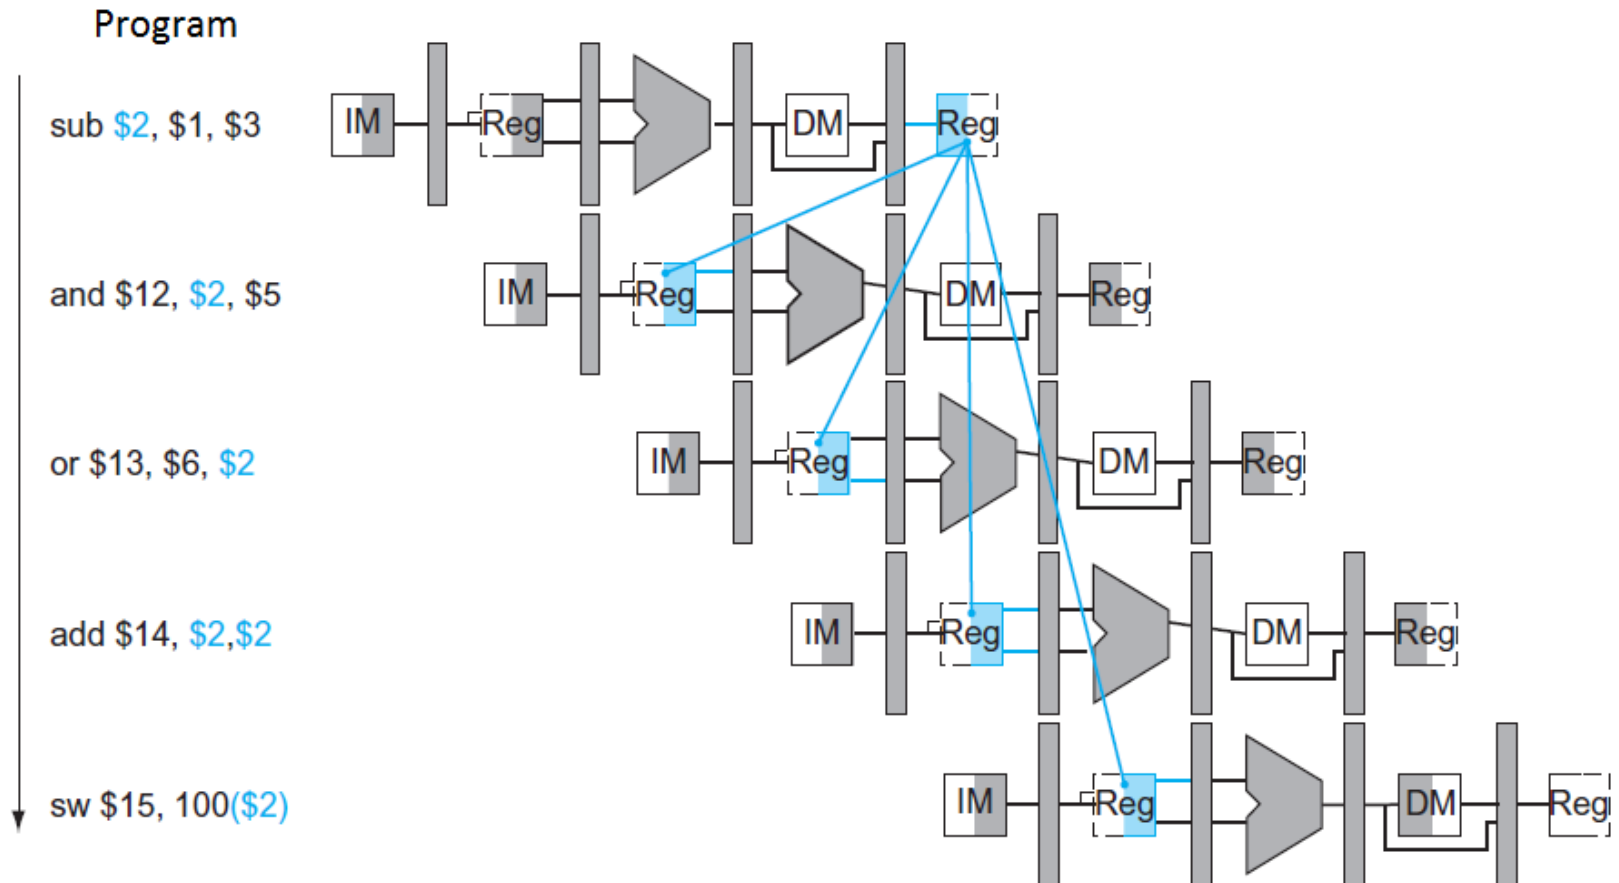 Program
sub $2, $1, $3
IM
Reg
DM
Reg
and $12, $2, $5
IM
Reg
DM
Reg
or $13, $6, $2
IM
Reg
DM
Reg
add $14, $2,$2
IM
Reg
DM
Reg
sw $15, 100($2)
IM
Reg
DM
Reg